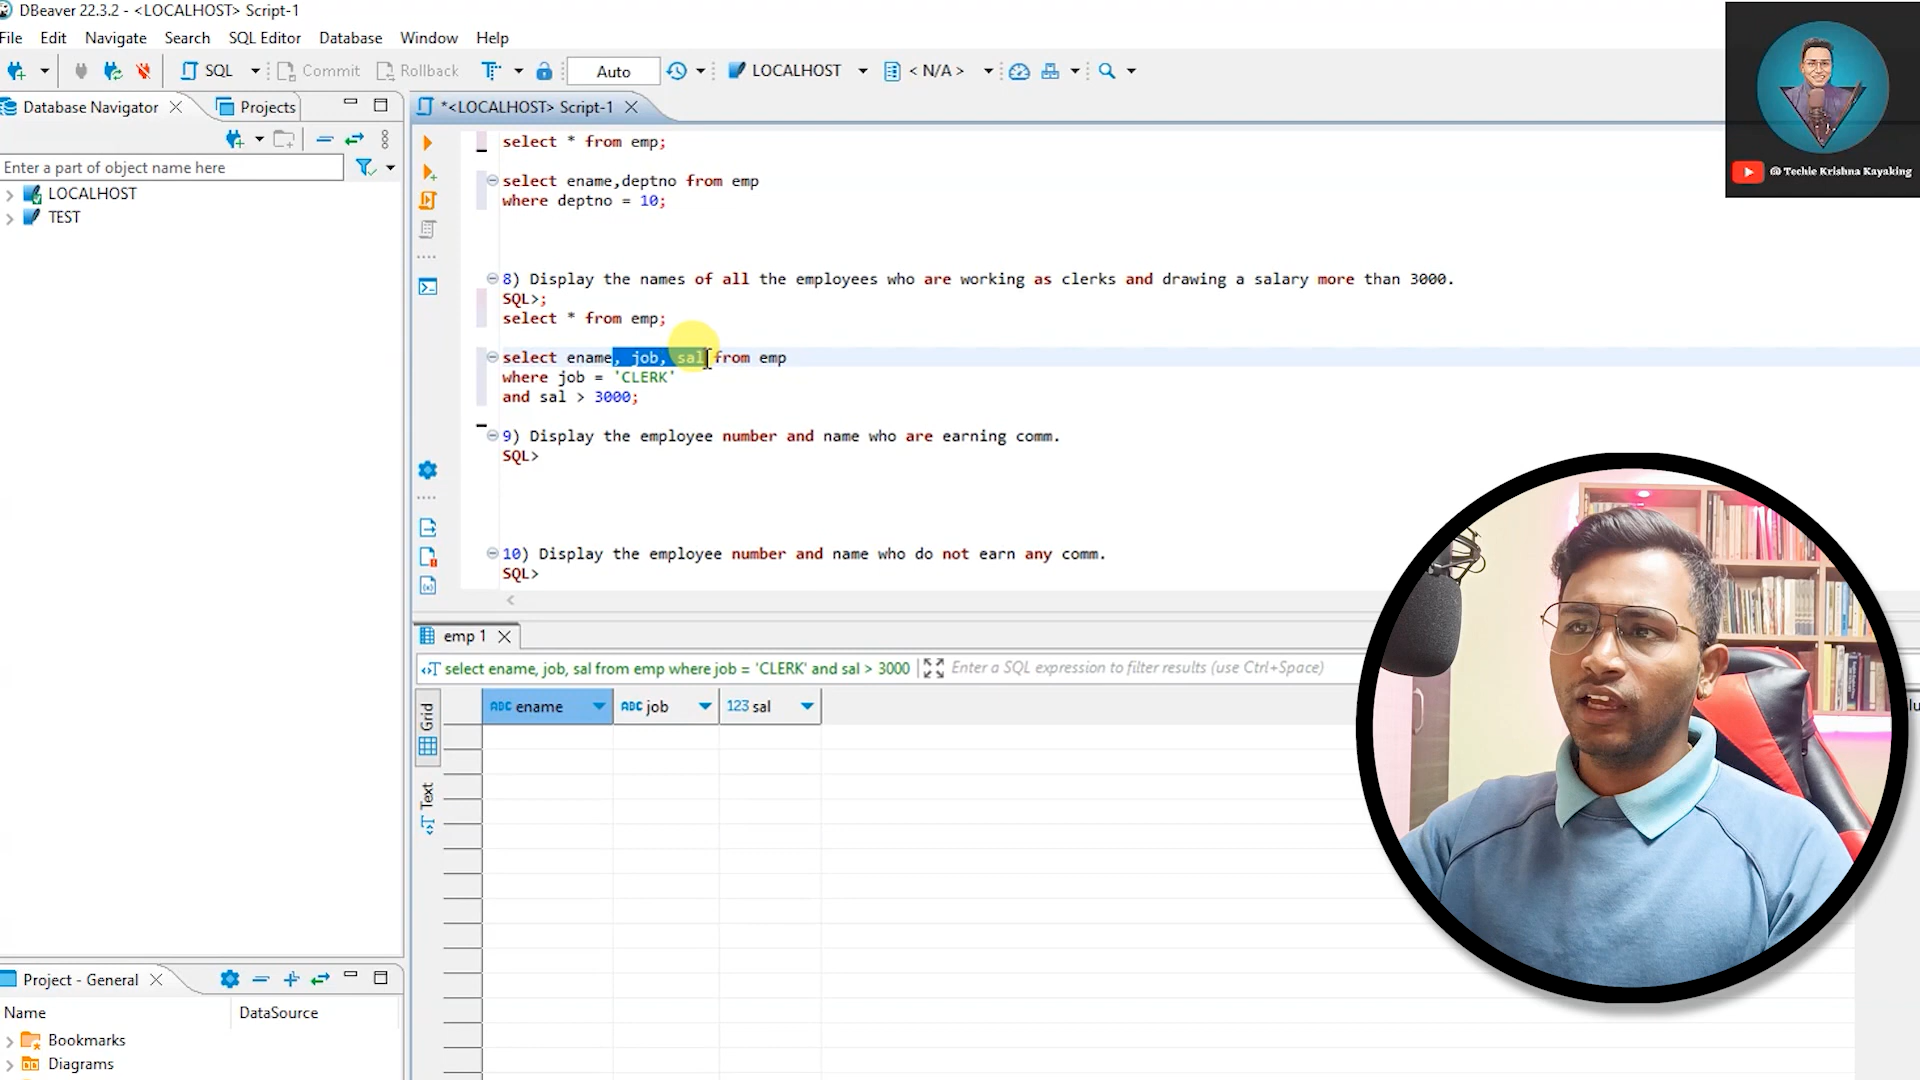 DBeaver 22.3.2 - <LOCALHOST> Script-1
File Edit Navigate Search SQL Editor Database Window Help
SQL Commit Rollback Auto LOCALHOST < N/A >
Database Navigator Projects
*<LOCALHOST> Script-1
Enter a part of object name here
LOCALHOST
TEST
@ Techie Krishna Kayaking
select * from emp;
select ename,deptno from emp
where deptno = 10;
8) Display the names of all the employees who are working as clerks and drawing a salary more than 3000.
SQL>;
select * from emp;
select ename, job, sal from emp
where job = 'CLERK'
and sal > 3000;
9) Display the employee number and name who are earning comm.
SQL>
10) Display the employee number and name who do not earn any comm.
SQL>
emp 1
select ename, job, sal from emp where job = 'CLERK' and sal > 3000 Enter a SQL expression to filter results (use Ctrl+Space)
Grid
Text
ABC ename ABC job 123 sal
Project - General
Name DataSource
Bookmarks
Diagrams